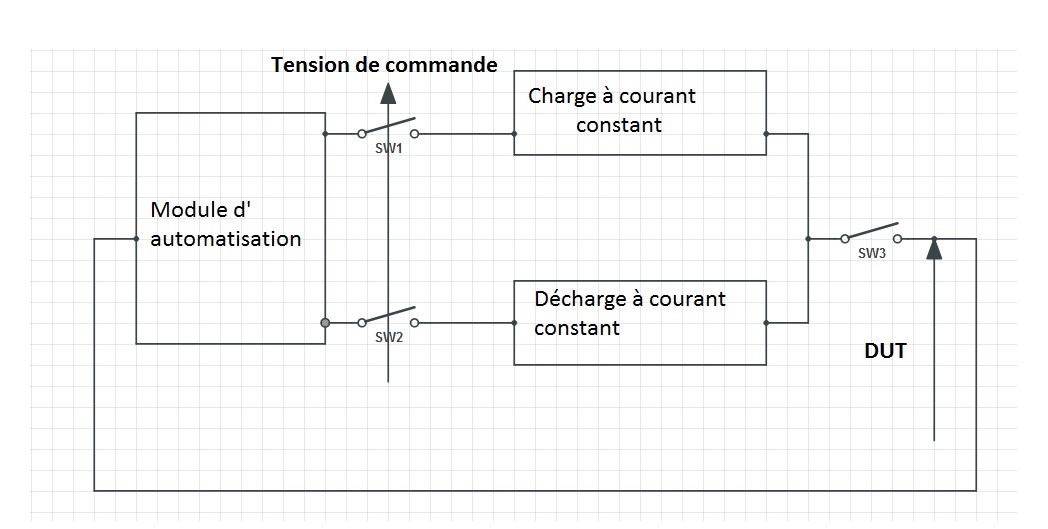 Tension de commande
Charge à courant
constant
SW1
Module d'
automatisation
SW3
Décharge à courant
constant
SW2
DUT